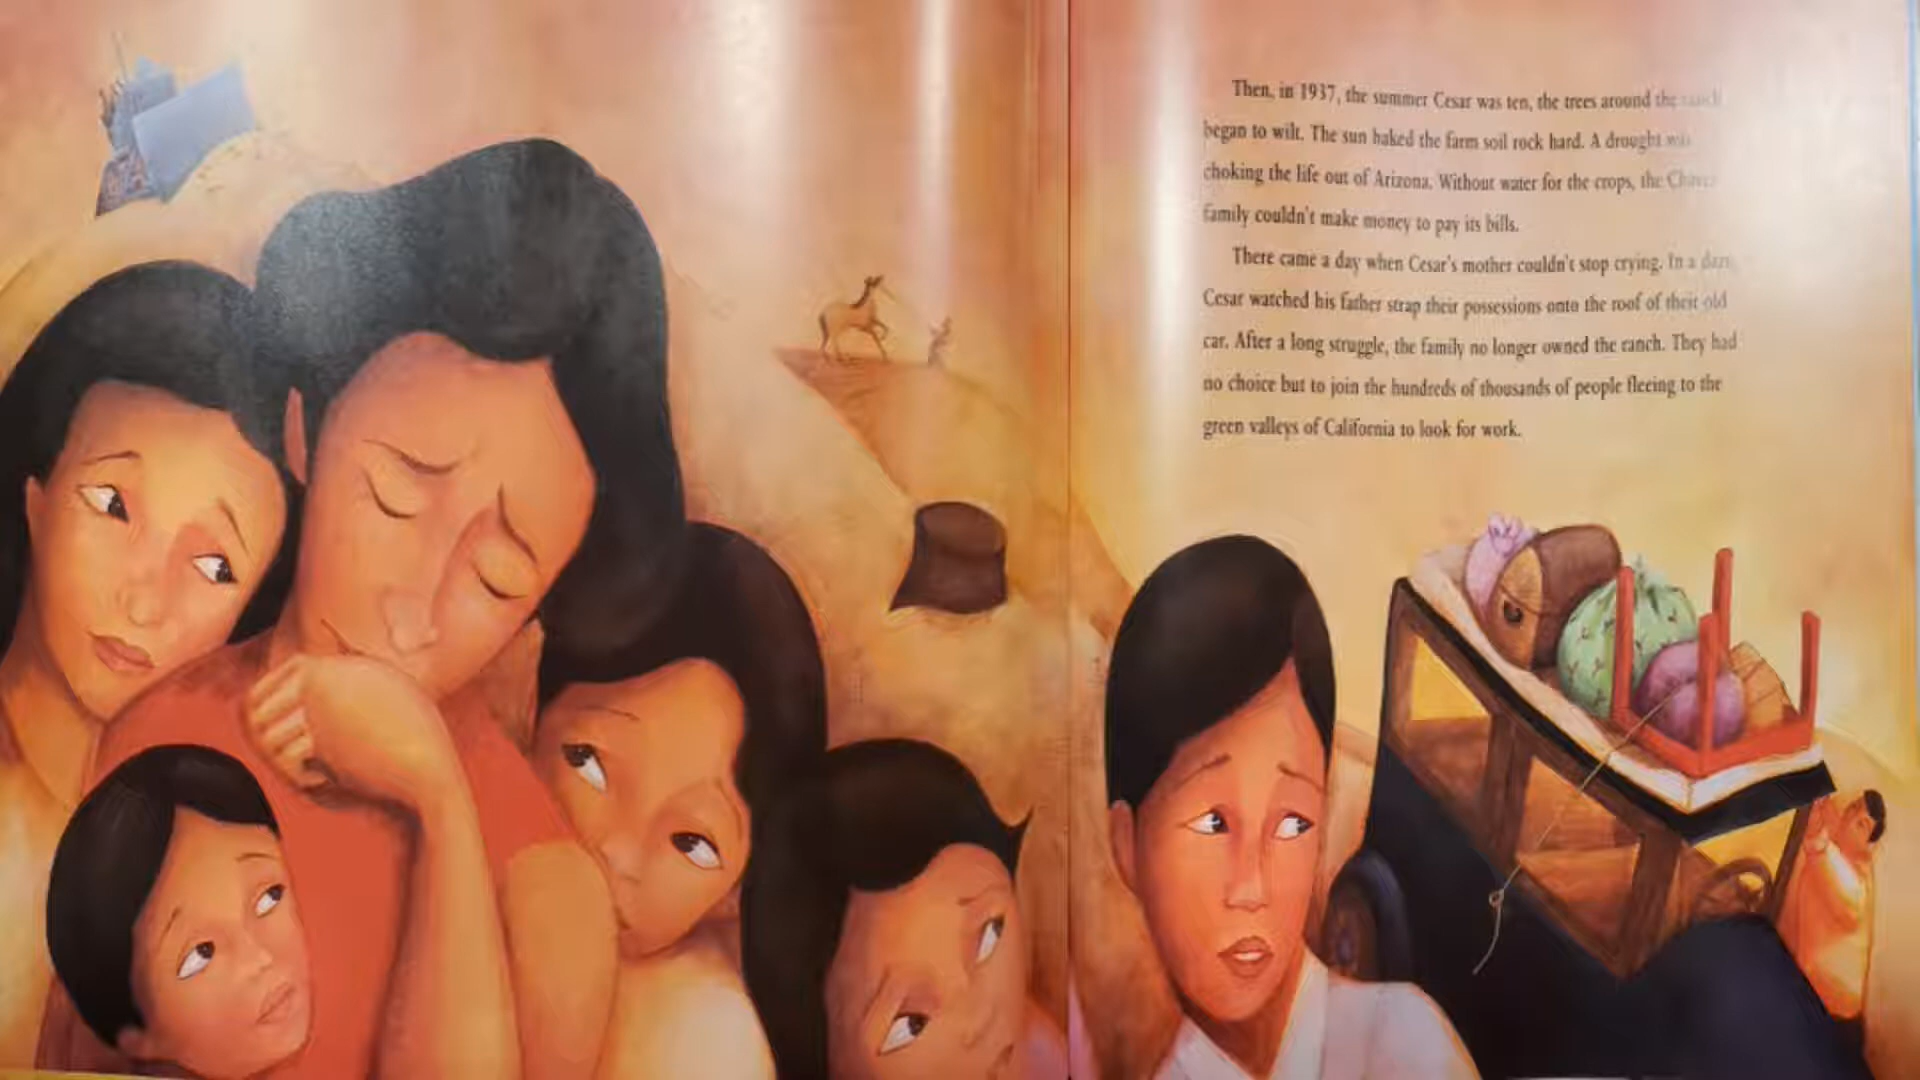 Then, in 1937, the summer Cesar was ten, the trees around the ranch
began to wilt. The sun baked the farm soil rock hard. A drought was
choking the life out of Arizona. Without water for the crops, the Chavez
family couldn't make money to pay its bills.
There came a day when Cesar's mother couldn't stop crying. In a daze,
Cesar watched his father strap their possessions onto the roof of their old
car. After a long struggle, the family no longer owned the ranch. They had
no choice but to join the hundreds of thousands of people fleeing to the
green valleys of California to look for work.